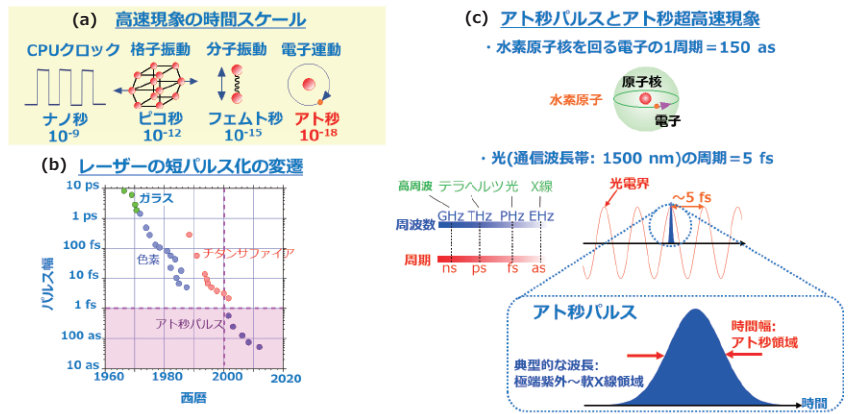 (a) 高速現象の時間スケール
CPUクロック 格子振動 分子振動 電子運動
ナノ秒 ピコ秒 フェムト秒 アト秒
10-9 10-12 10-15 10-18
(b) レーザーの短パルス化の変遷
パルス幅
10 ps
1 ps
100 fs
10 fs
1 fs
100 as
10 as
ガラス
色素
チタンサファイア
アト秒パルス
1960 1980 2000 2020
西暦
(c) アト秒パルスとアト秒超高速現象
・水素原子核を回る電子の1周期＝150 as
原子核
水素原子
電子
・光(通信波長帯: 1500 nm)の周期＝5 fs
高周波 テラヘルツ光 X線
GHz THz PHz EHz
周波数
周期
ns ps fs as
光電界
～5 fs
アト秒パルス
時間幅:
アト秒領域
典型的な波長:
極端紫外～軟X線領域
時間